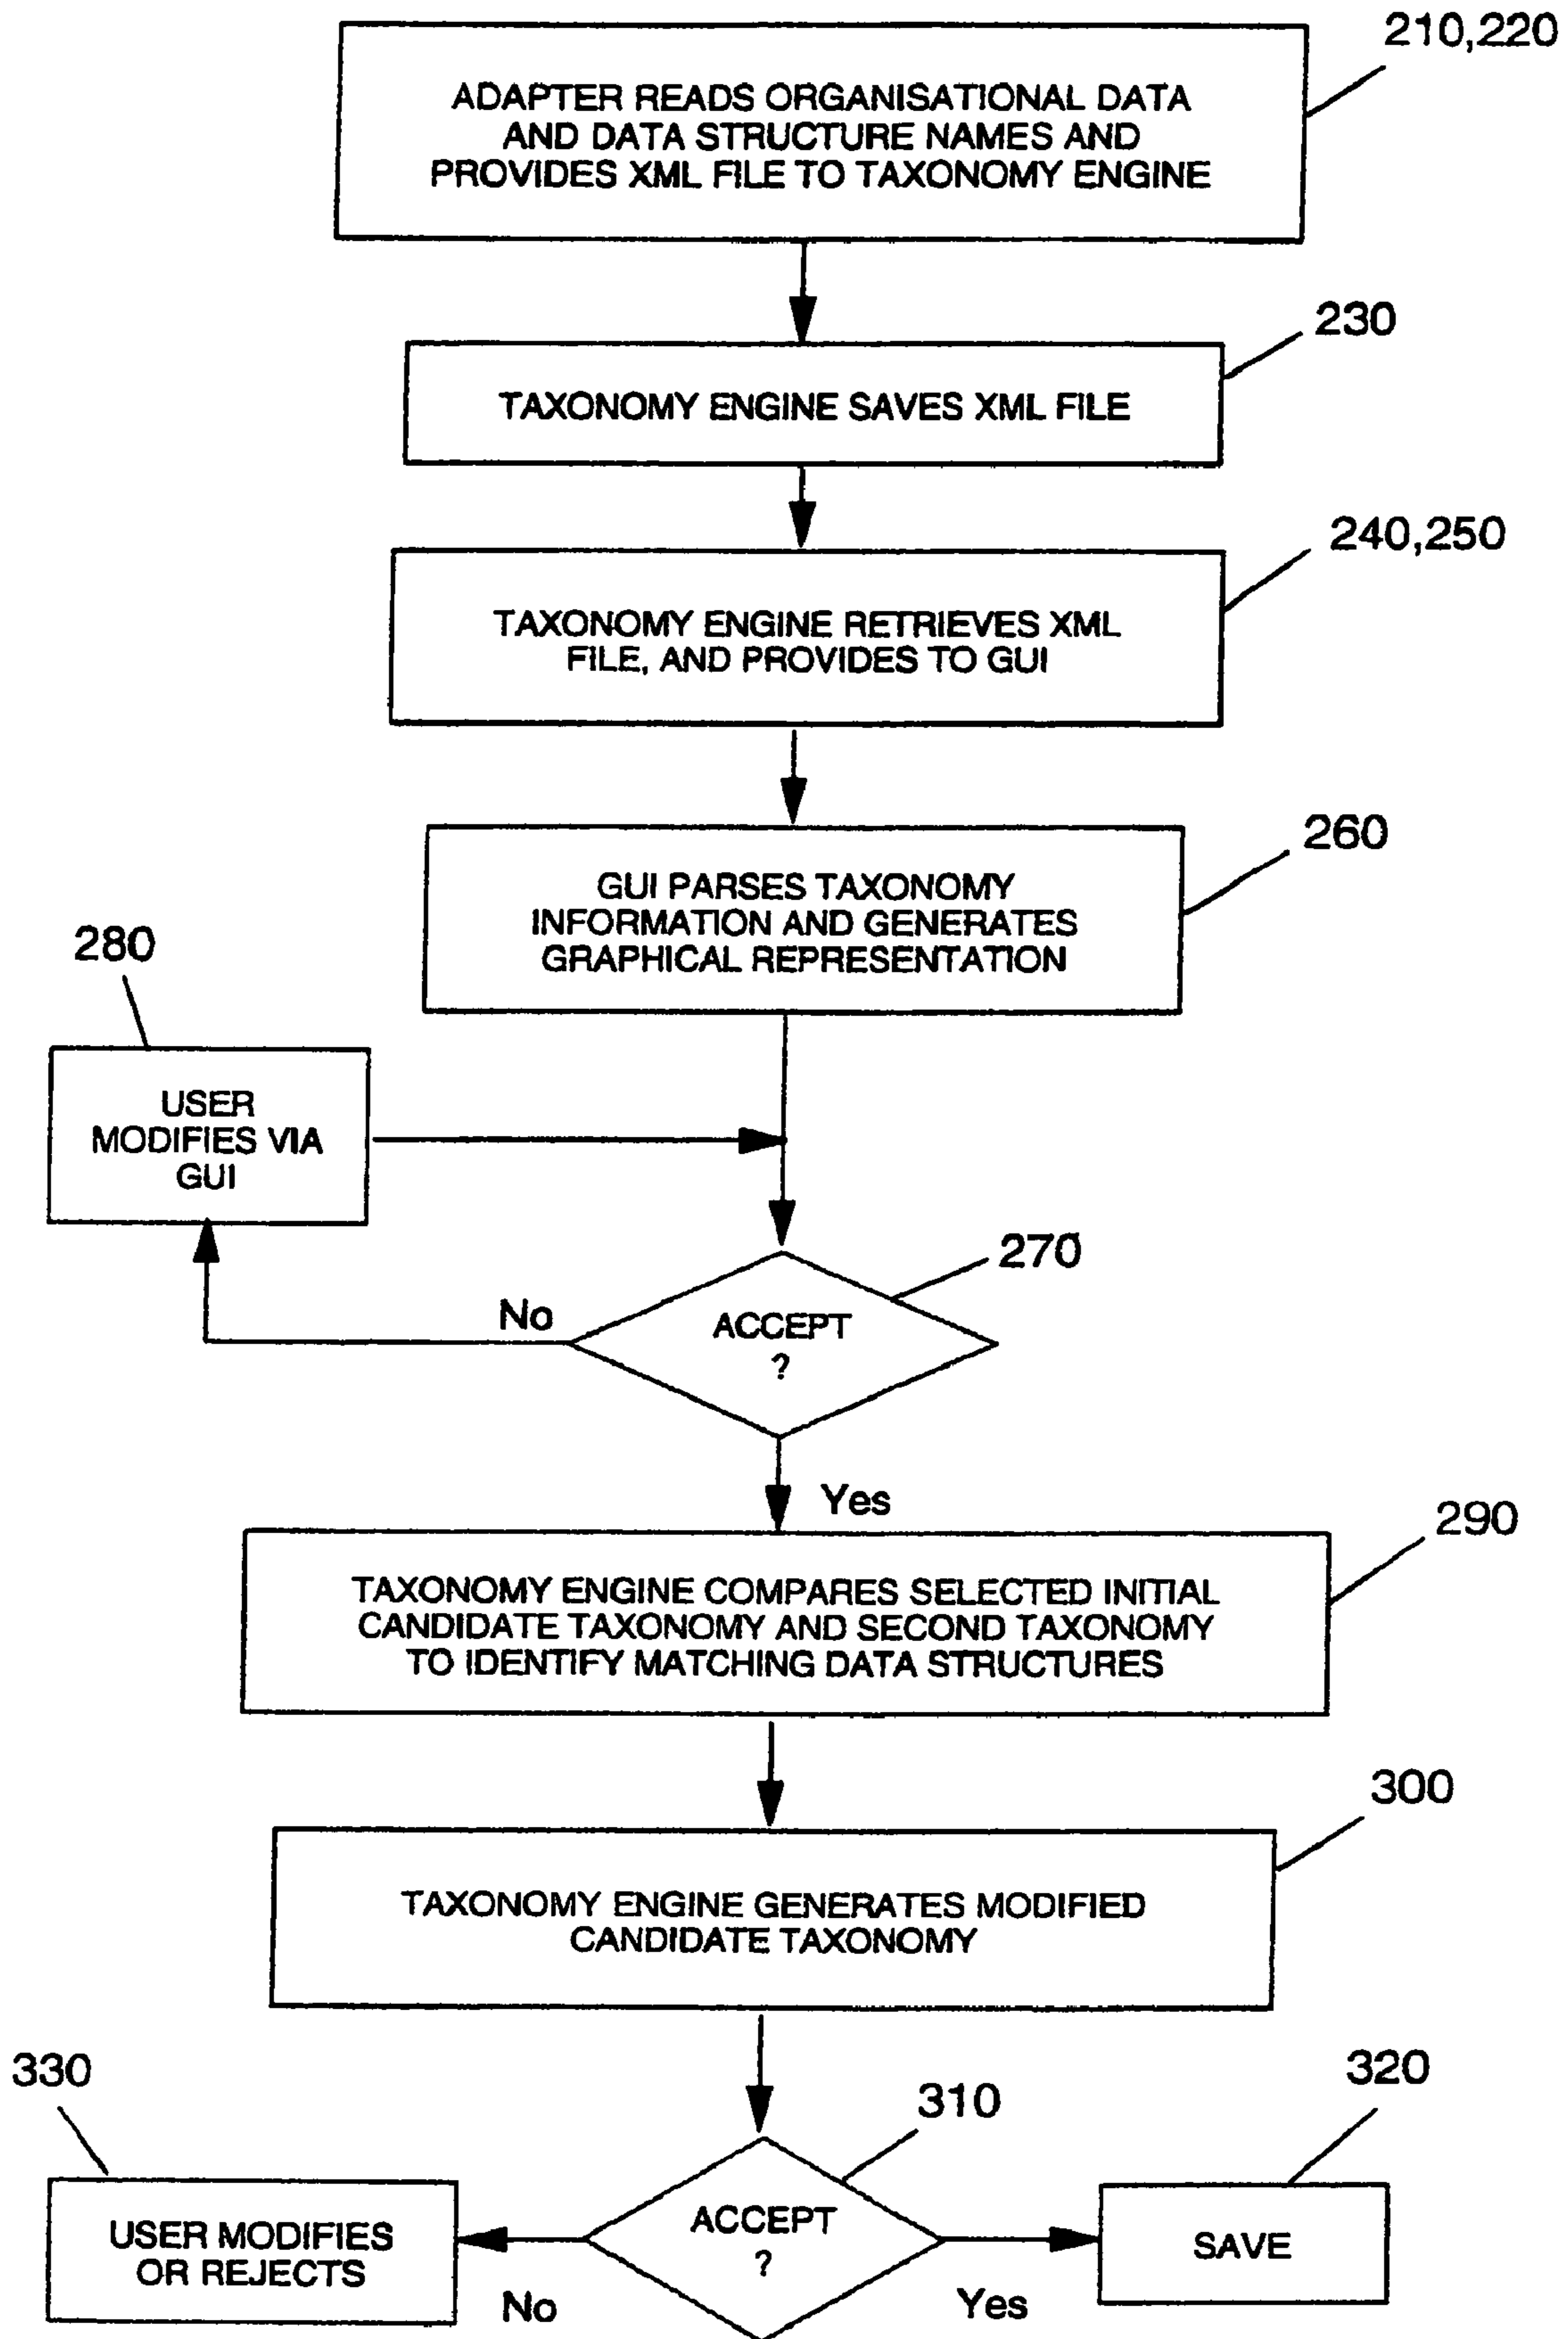 210,220
ADAPTER READS ORGANISATIONAL DATA
AND DATA STRUCTURE NAMES AND
PROVIDES XML FILE TO TAXONOMY ENGINE
230
TAXONOMY ENGINE SAVES XML FILE
240,250
TAXONOMY ENGINE RETRIEVES XML
FILE, AND PROVIDES TO GUI
260
GUI PARSES TAXONOMY
INFORMATION AND GENERATES
GRAPHICAL REPRESENTATION
280
USER
MODIFIES VIA
GUI
270
No
ACCEPT
?
Yes
290
TAXONOMY ENGINE COMPARES SELECTED INITIAL
CANDIDATE TAXONOMY AND SECOND TAXONOMY
TO IDENTIFY MATCHING DATA STRUCTURES
300
TAXONOMY ENGINE GENERATES MODIFIED
CANDIDATE TAXONOMY
330
310
320
USER MODIFIES
OR REJECTS
No
ACCEPT
?
Yes
SAVE